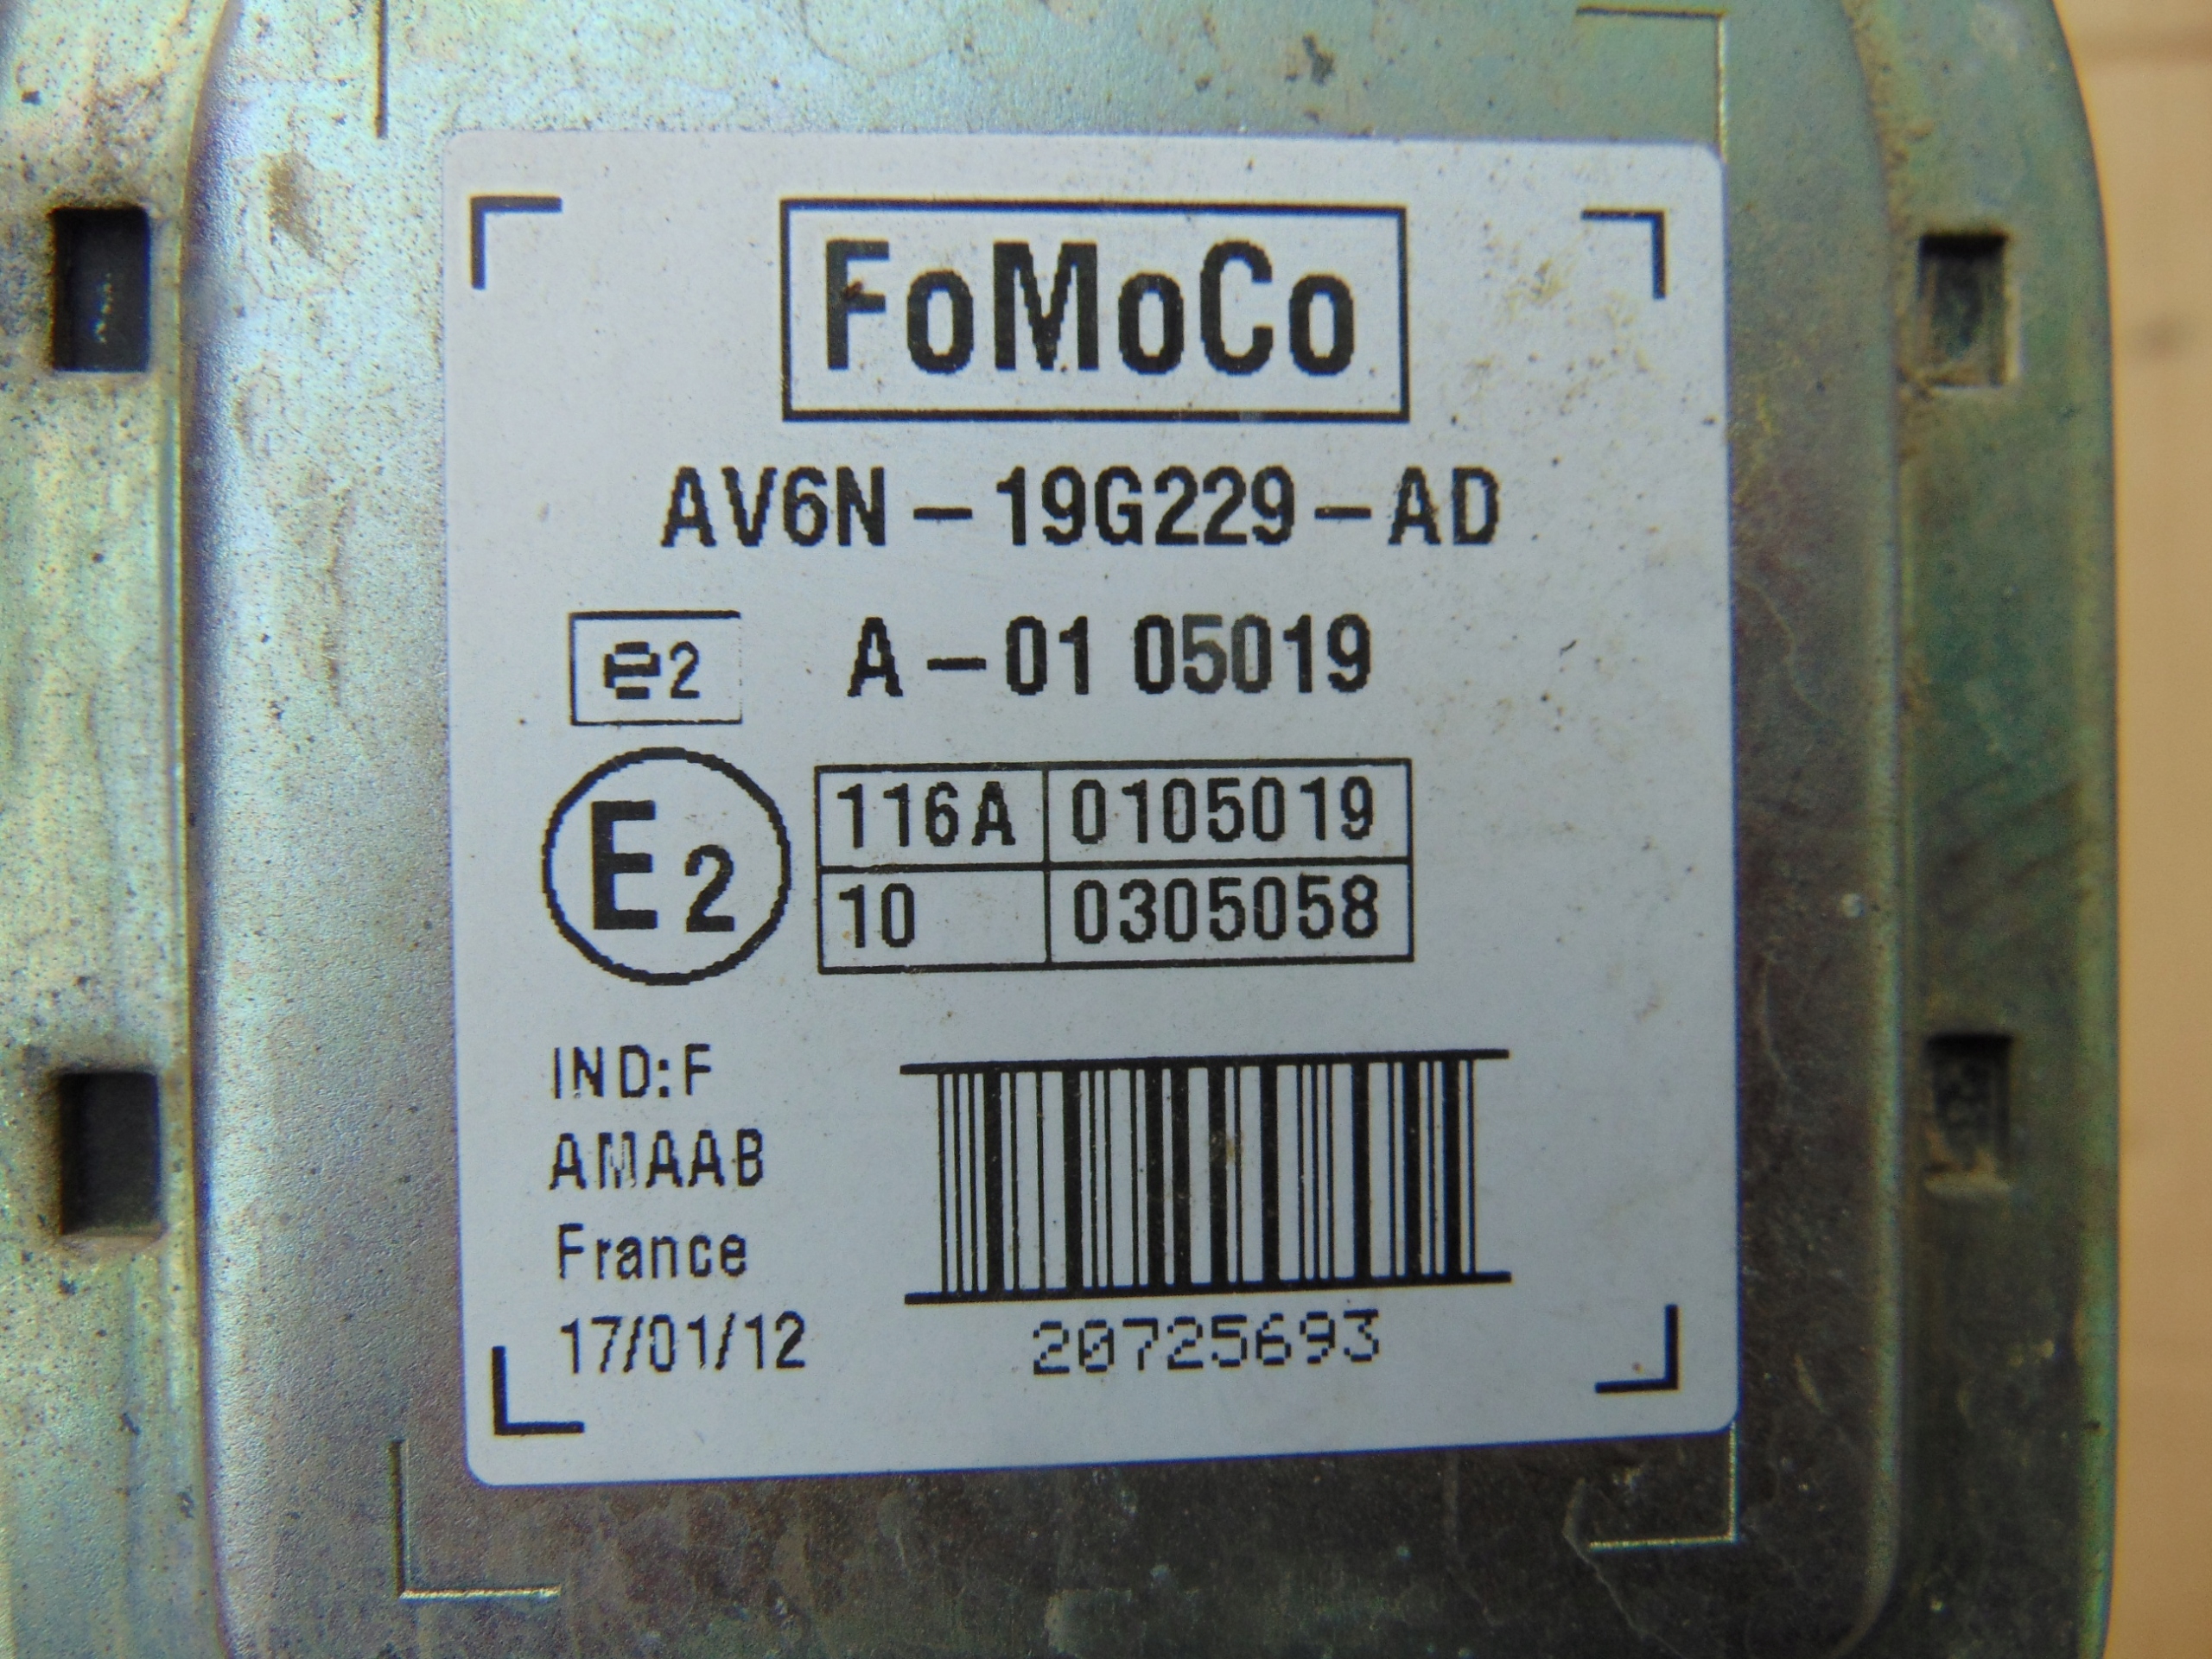 FoMoCo
AV6N-19G229-AD
e2 A-01 05019
E2 116A 0105019
10 0305058
IND:F
AMAAB
France
17/01/12
20725693